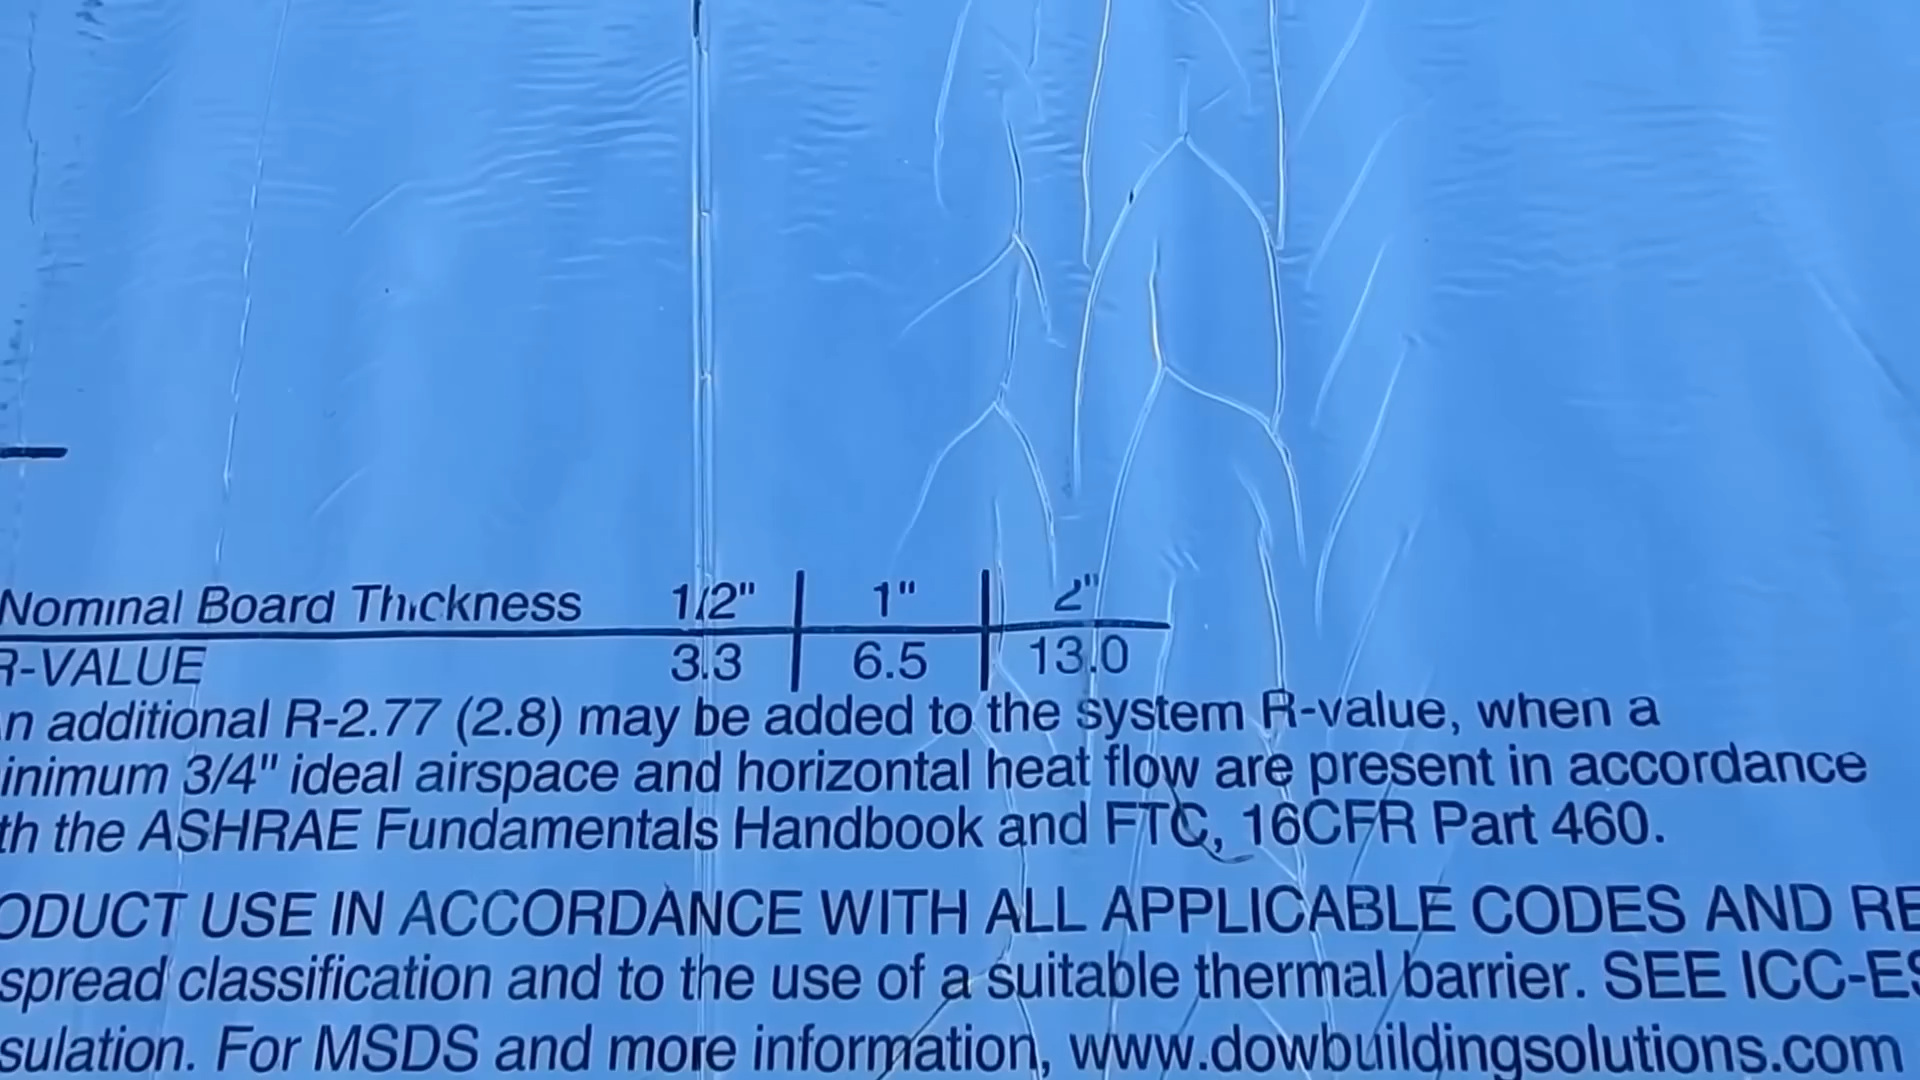 Nominal Board Thickness 1/2" 1" 2"
R-VALUE 3.3 6.5 13.0
n additional R-2.77 (2.8) may be added to the system R-value, when a
inimum 3/4" ideal airspace and horizontal heat flow are present in accordance
th the ASHRAE Fundamentals Handbook and FTC, 16CFR Part 460.
ODUCT USE IN ACCORDANCE WITH ALL APPLICABLE CODES AND RE
spread classification and to the use of a suitable thermal barrier. SEE ICC-ES
sulation. For MSDS and more information, www.dowbuildingsolutions.com